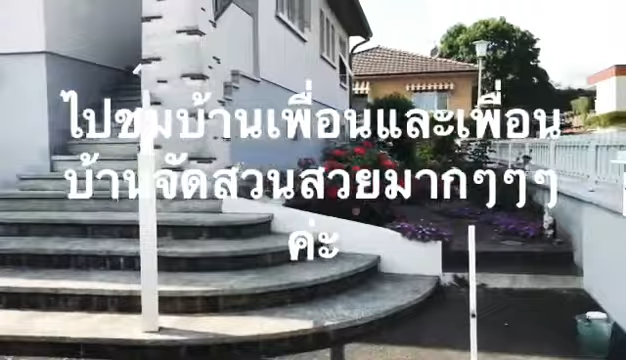 ไปชมบ้านเพื่อนและเพื่อน
บ้านจัดสวนสวยมากๆๆๆ
ค่ะ